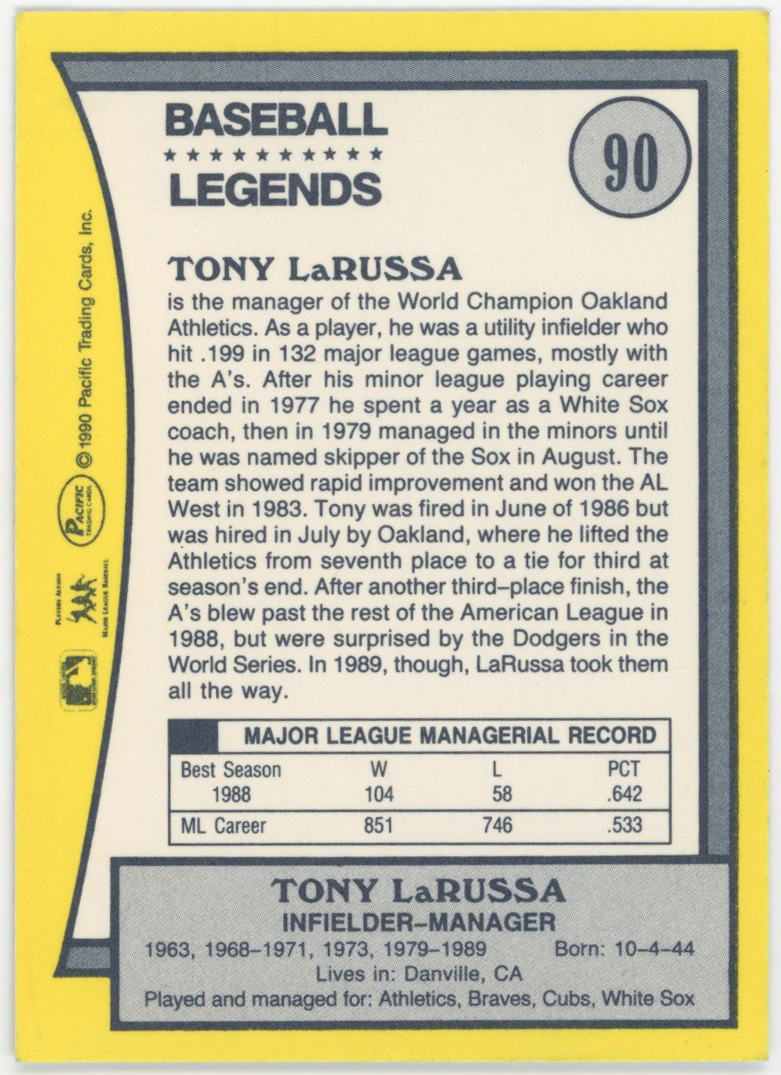 BASEBALL
LEGENDS
90
TONY LaRUSSA
is the manager of the World Champion Oakland
Athletics. As a player, he was a utility infielder who
hit .199 in 132 major league games, mostly with
the A's. After his minor league playing career
ended in 1977 he spent a year as a White Sox
coach, then in 1979 managed in the minors until
he was named skipper of the Sox in August. The
team showed rapid improvement and won the AL
West in 1983. Tony was fired in June of 1986 but
was hired in July by Oakland, where he lifted the
Athletics from seventh place to a tie for third at
season's end. After another third–place finish, the
A's blew past the rest of the American League in
1988, but were surprised by the Dodgers in the
World Series. In 1989, though, LaRussa took them
all the way.
MAJOR LEAGUE MANAGERIAL RECORD
Best Season W L PCT
1988 104 58 .642
ML Career 851 746 .533
TONY LaRUSSA
INFIELDER–MANAGER
1963, 1968–1971, 1973, 1979–1989 Born: 10–4–44
Lives in: Danville, CA
Played and managed for: Athletics, Braves, Cubs, White Sox
©1990 Pacific Trading Cards, Inc.
PACIFIC
TRADING CARDS
PLAYERS ALUMNI
MAJOR LEAGUE BASEBALL